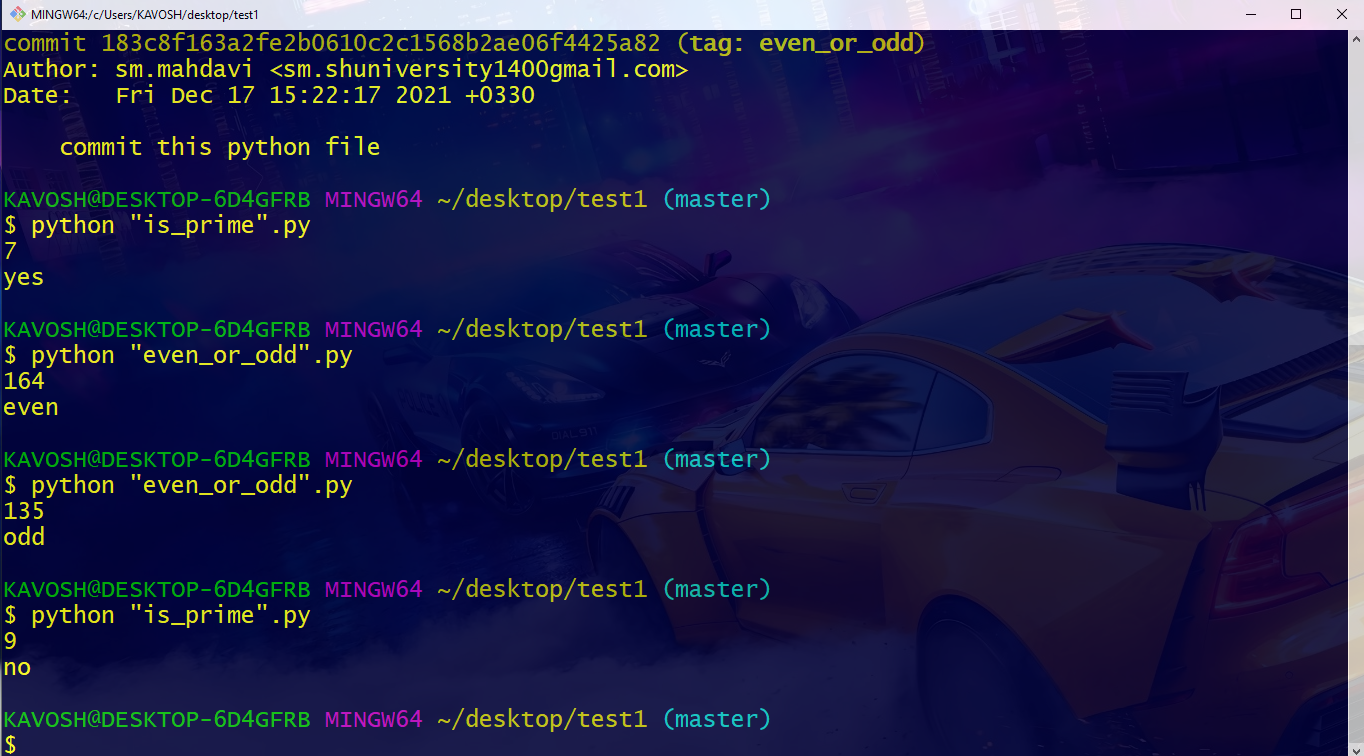 MINGW64:/c/Users/KAVOSH/desktop/test1
commit 183c8f163a2fe2b0610c2c1568b2ae06f4425a82 (tag: even_or_odd)
Author: sm.mahdavi <sm.shuniversity1400gmail.com>
Date:   Fri Dec 17 15:22:17 2021 +0330
    commit this python file
KAVOSH@DESKTOP-6D4GFRB MINGW64 ~/desktop/test1 (master)
$ python "is_prime".py
7
yes
KAVOSH@DESKTOP-6D4GFRB MINGW64 ~/desktop/test1 (master)
$ python "even_or_odd".py
164
even
KAVOSH@DESKTOP-6D4GFRB MINGW64 ~/desktop/test1 (master)
$ python "even_or_odd".py
135
odd
KAVOSH@DESKTOP-6D4GFRB MINGW64 ~/desktop/test1 (master)
$ python "is_prime".py
9
no
KAVOSH@DESKTOP-6D4GFRB MINGW64 ~/desktop/test1 (master)
$
DIAL 911